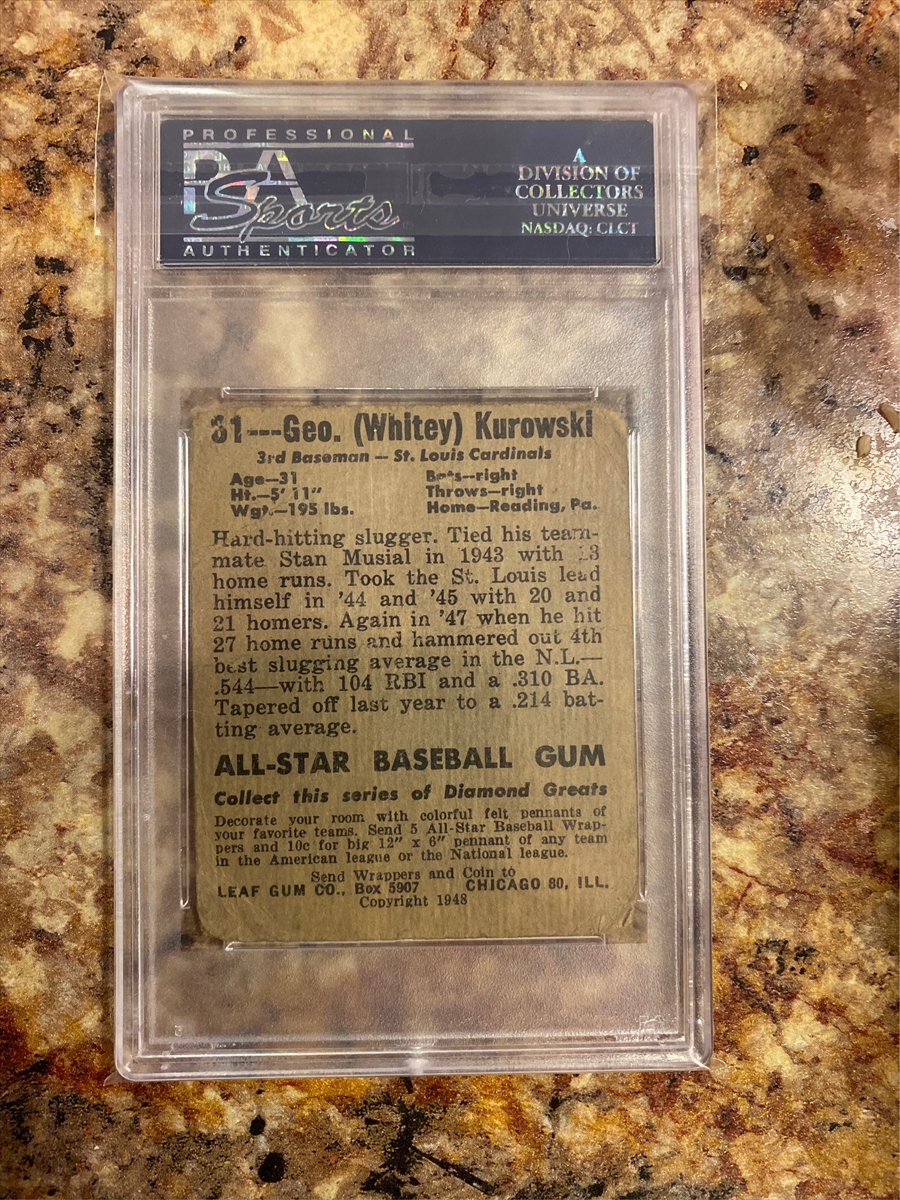 PROFESSIONAL
PSA
Sports
AUTHENTICATOR
A
DIVISION OF
COLLECTORS
UNIVERSE
NASDAQ: CLCT
81---Geo. (Whitey) Kurowski
3rd Baseman — St. Louis Cardinals
Age—31 Bats—right
Ht.—5' 11" Throws—right
Wgt.—195 lbs. Home—Reading, Pa.
Hard-hitting slugger. Tied his team-
mate Stan Musial in 1943 with 13
home runs. Took the St. Louis lead
himself in '44 and '45 with 20 and
21 homers. Again in '47 when he hit
27 home runs and hammered out 4th
best slugging average in the N.L.—
.544—with 104 RBI and a .310 BA.
Tapered off last year to a .214 bat-
ting average.
ALL-STAR BASEBALL GUM
Collect this series of Diamond Greats
Decorate your room with colorful felt pennants of
your favorite teams. Send 5 All-Star Baseball Wrap-
pers and 10c for big 12" x 6" pennant of any team
in the American league or the National league.
Send Wrappers and Coin to
LEAF GUM CO., Box 5907 CHICAGO 80, ILL.
Copyright 1948